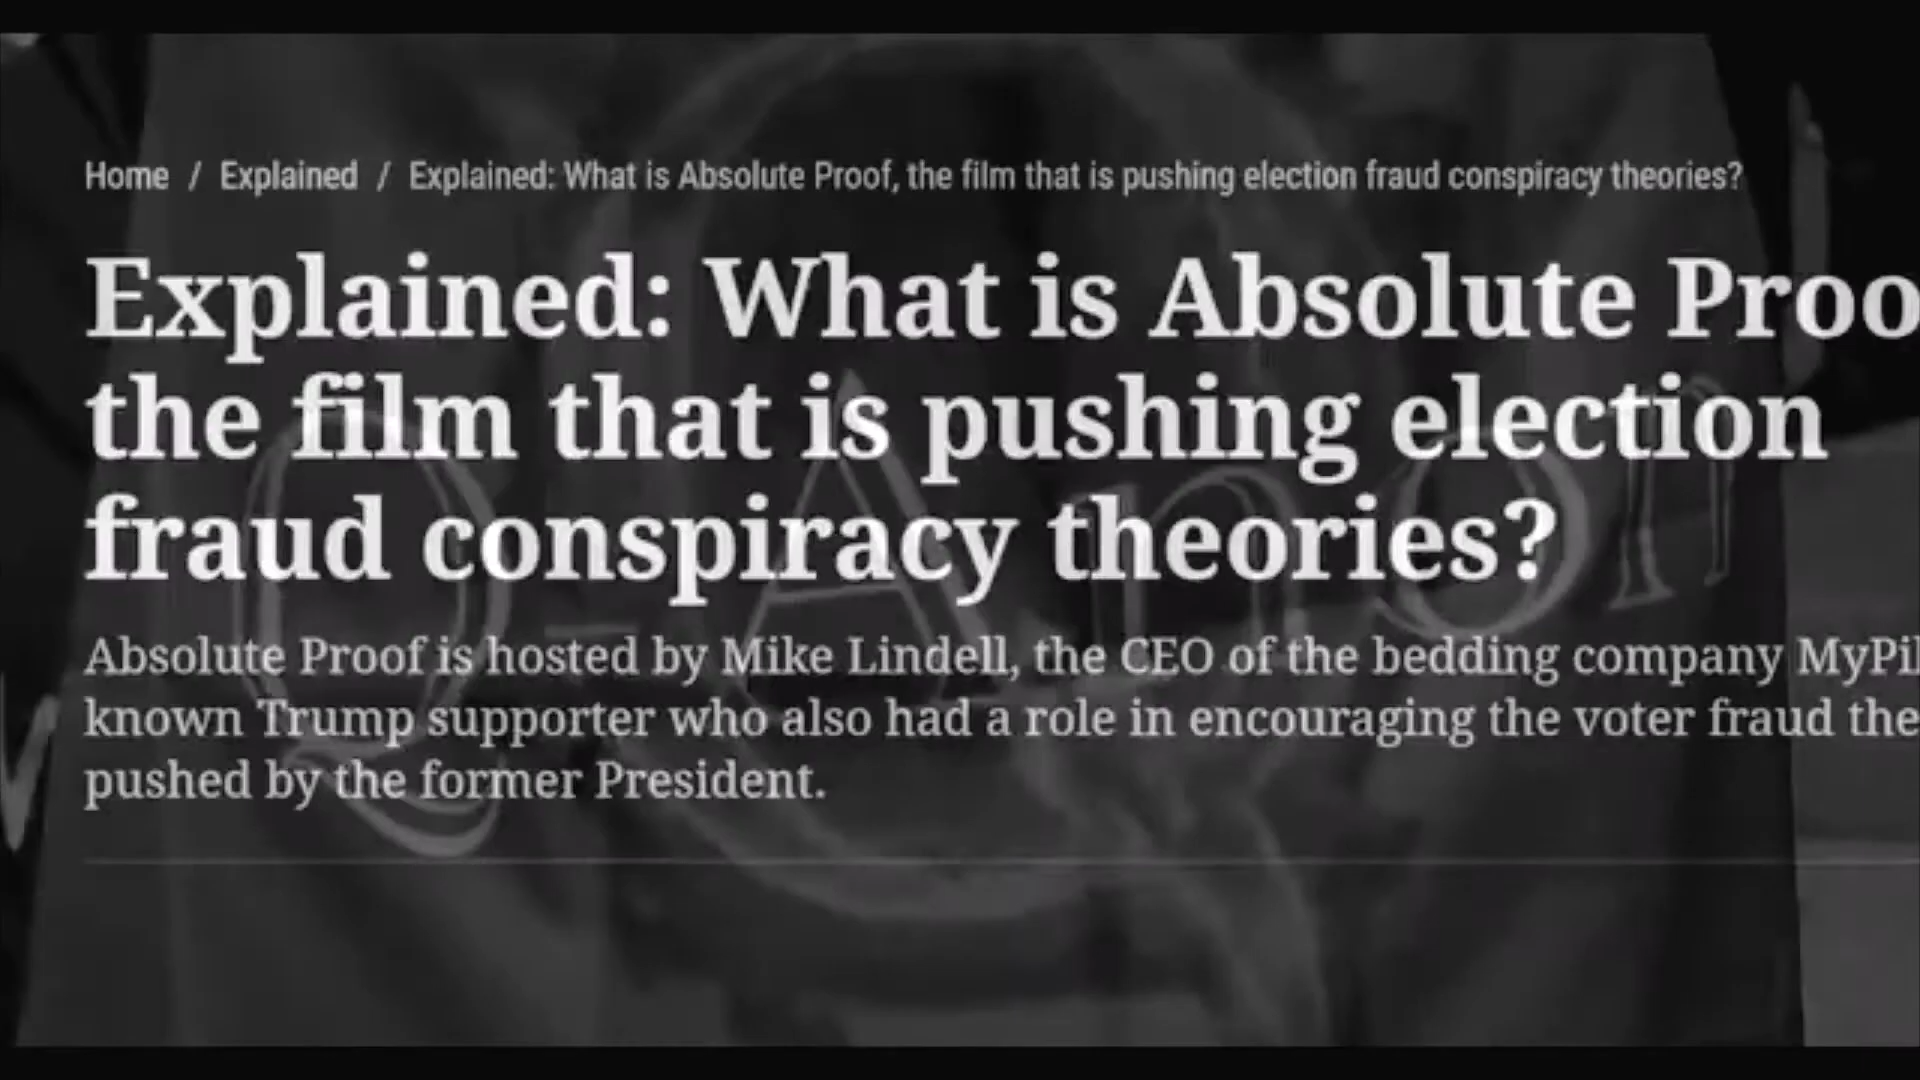 Home / Explained / Explained: What is Absolute Proof, the film that is pushing election fraud conspiracy theories?
Explained: What is Absolute Proo
the film that is pushing election
fraud conspiracy theories?
Absolute Proof is hosted by Mike Lindell, the CEO of the bedding company MyPil
known Trump supporter who also had a role in encouraging the voter fraud the
pushed by the former President.
Q-Anon